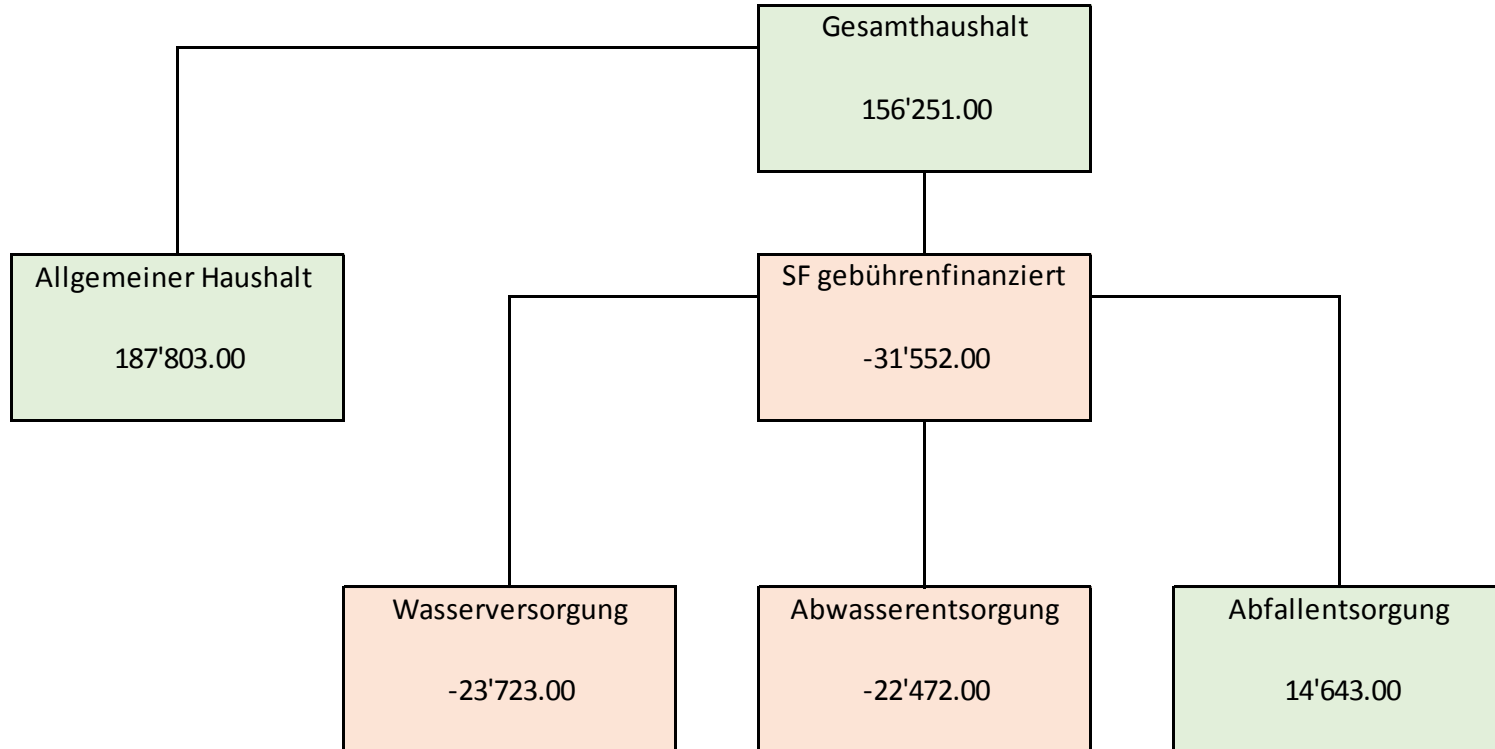 Gesamthaushalt
156'251.00
Allgemeiner Haushalt
187'803.00
SF gebührenfinanziert
-31'552.00
Wasserversorgung
-23'723.00
Abwasserentsorgung
-22'472.00
Abfallentsorgung
14'643.00